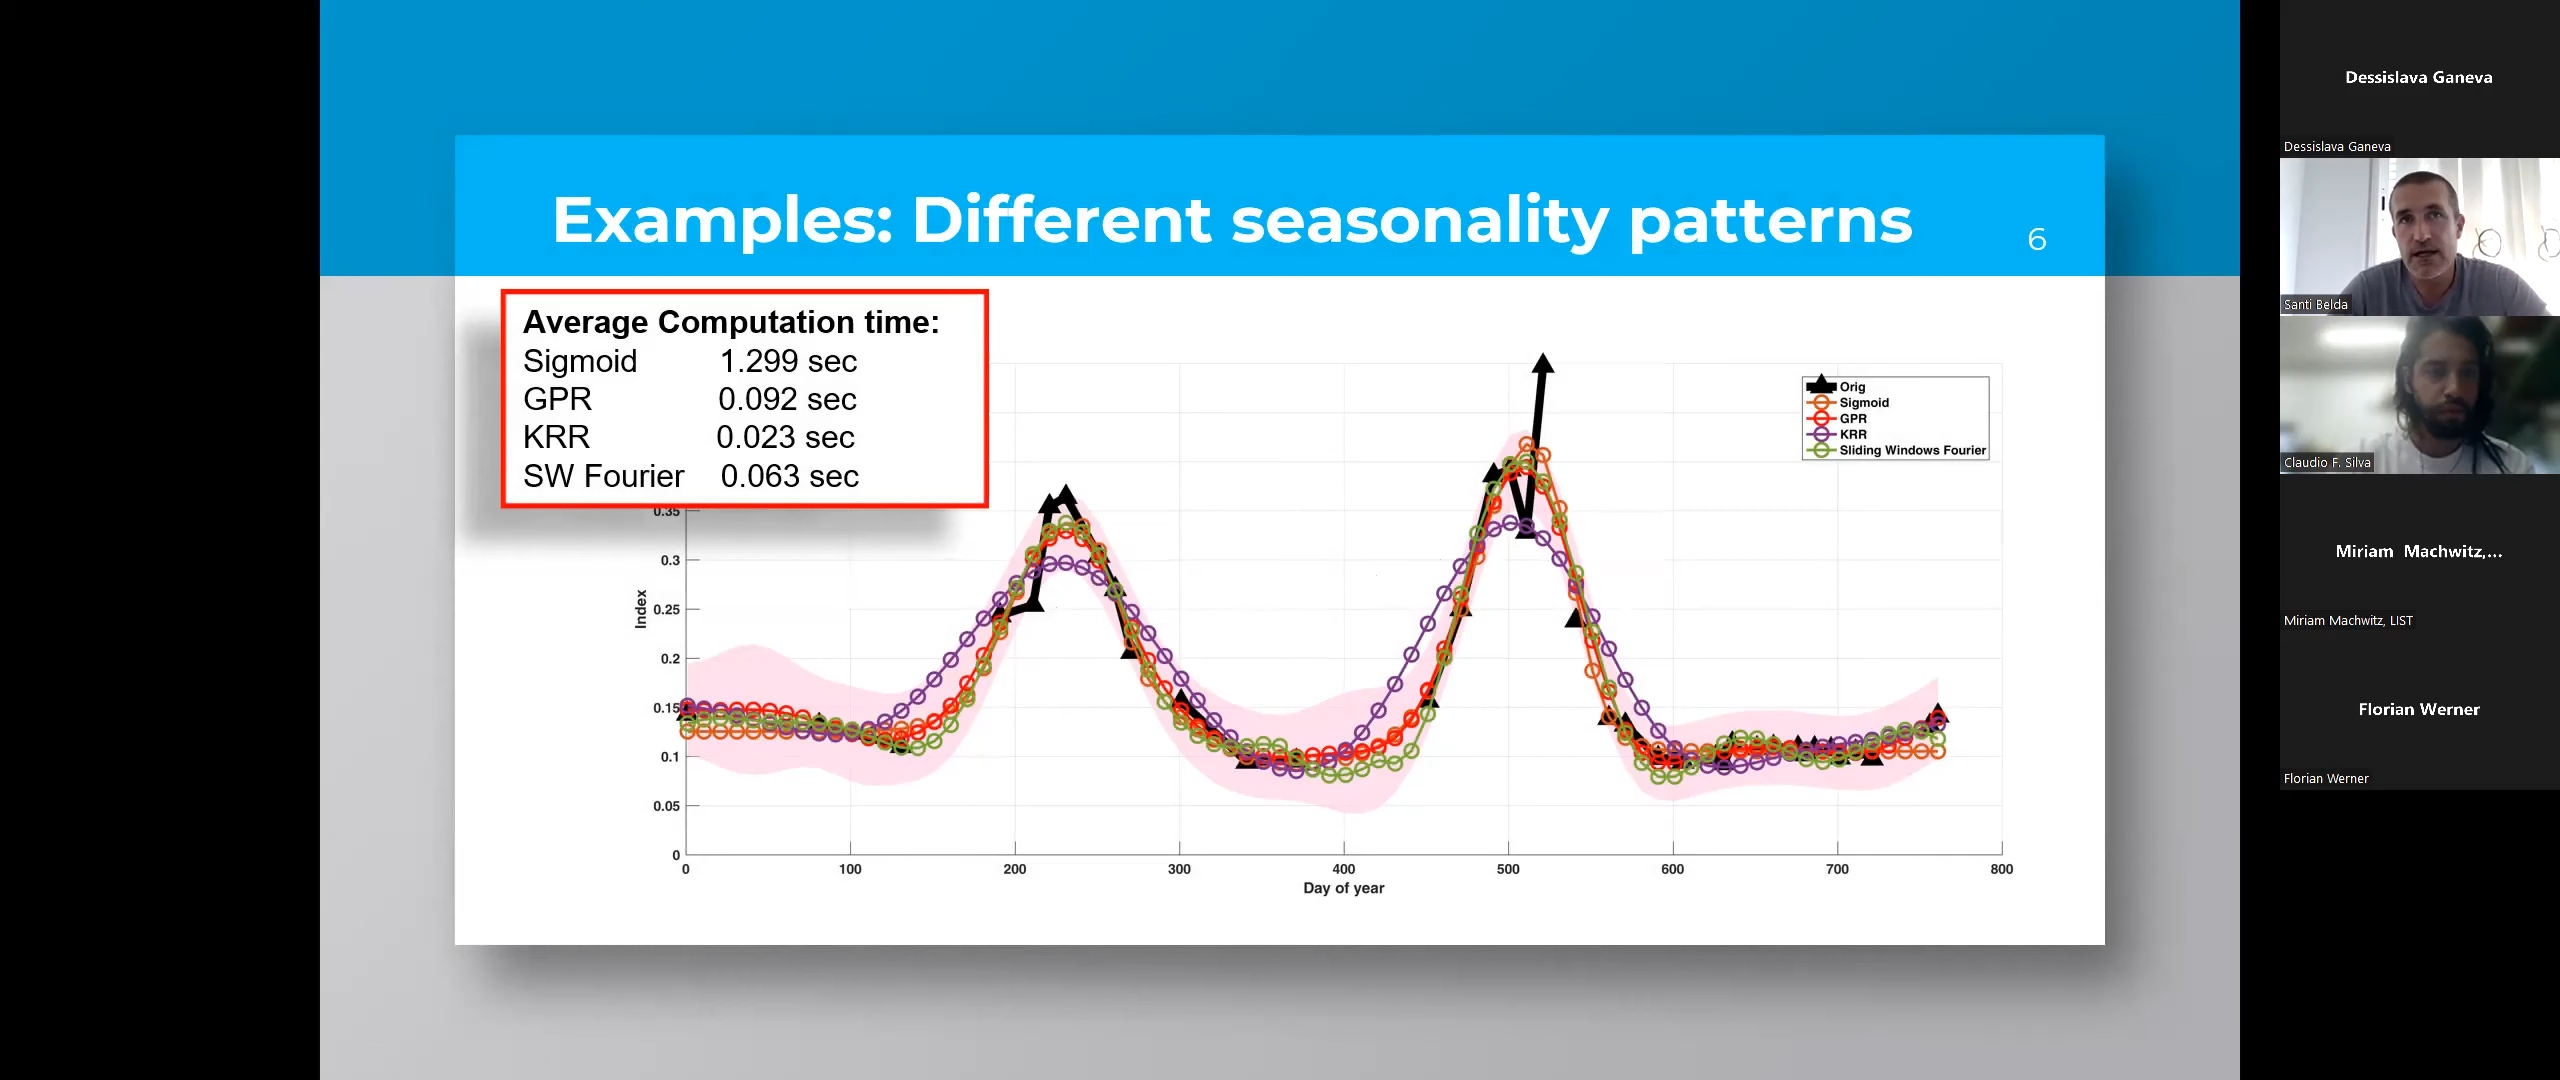 Examples: Different seasonality patterns
6
Average Computation time:
Sigmoid 1.299 sec
GPR 0.092 sec
KRR 0.023 sec
SW Fourier 0.063 sec
Orig
Sigmoid
GPR
KRR
Sliding Windows Fourier
0.35
0.3
0.25
0.2
0.15
0.1
0.05
0
Index
0 100 200 300 400 500 600 700 800
Day of year
Dessislava Ganeva
Dessislava Ganeva
Santi Belda
Claudio F. Silva
Miriam Machwitz,...
Miriam Machwitz, LIST
Florian Werner
Florian Werner